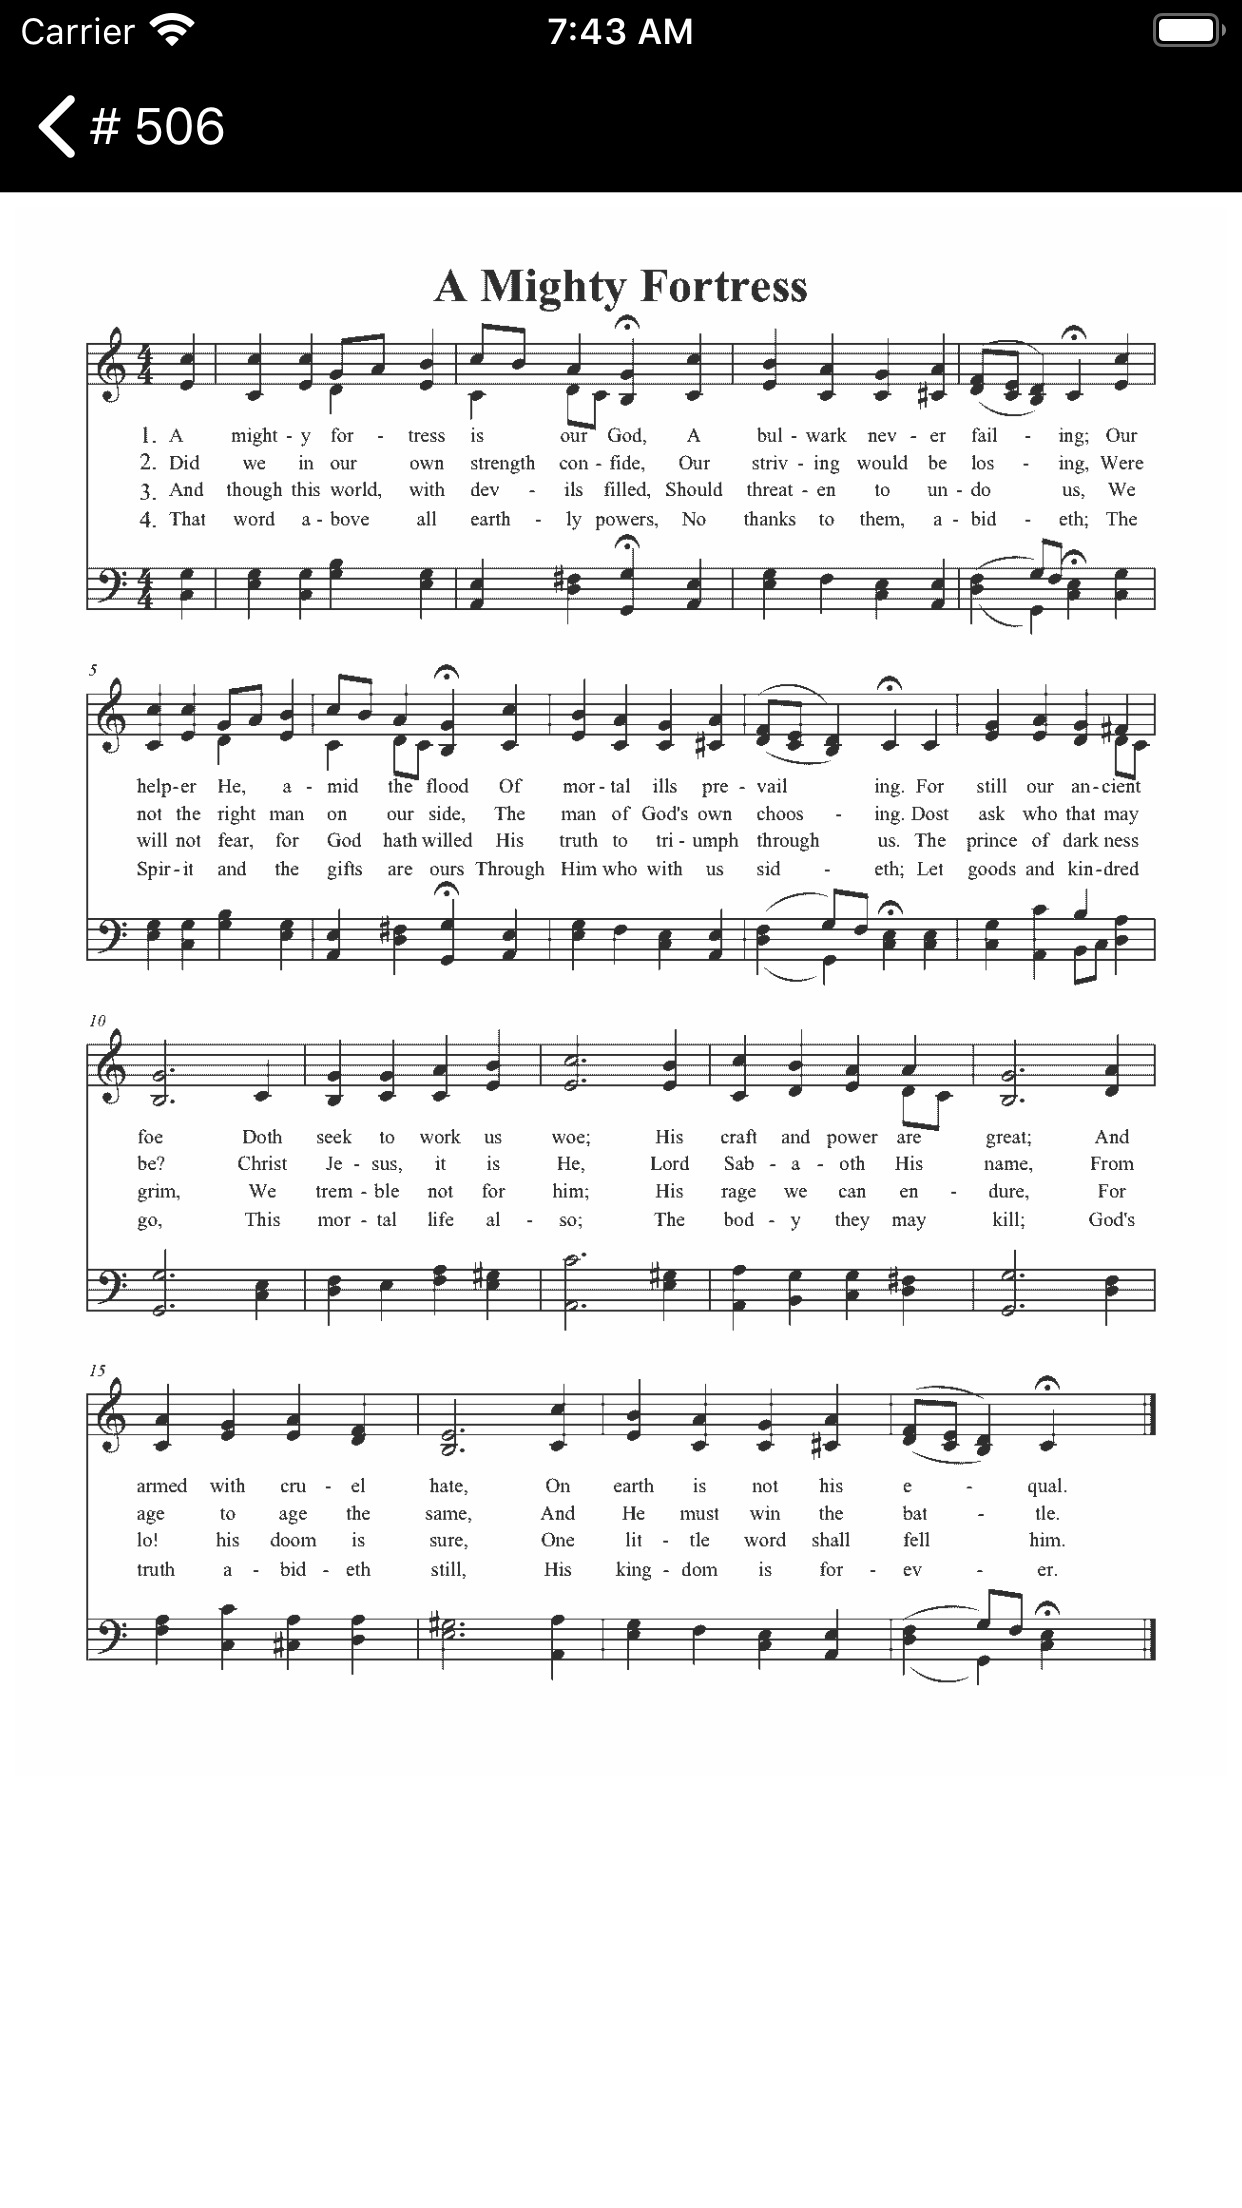 Carrier 7:43 AM
# 506
A Mighty Fortress
1. A might - y for - tress is our God, A bul - wark nev - er fail - ing; Our
2. Did we in our own strength con - fide, Our striv - ing would be los - ing, Were
3. And though this world, with dev - ils filled, Should threat - en to un - do us, We
4. That word a - bove all earth - ly powers, No thanks to them, a - bid - eth; The
5
help-er He, a - mid the flood Of mor - tal ills pre - vail ing. For still our an-cient
not the right man on our side, The man of God's own choos - ing. Dost ask who that may
will not fear, for God hath willed His truth to tri - umph through us. The prince of dark ness
Spir-it and the gifts are ours Through Him who with us sid - eth; Let goods and kin-dred
10
foe Doth seek to work us woe; His craft and power are great; And
be? Christ Je - sus, it is He, Lord Sab - a - oth His name, From
grim, We trem - ble not for him; His rage we can en - dure, For
go, This mor - tal life al - so; The bod - y they may kill; God's
15
armed with cru - el hate, On earth is not his e - qual.
age to age the same, And He must win the bat - tle.
lo! his doom is sure, One lit - tle word shall fell him.
truth a - bid - eth still, His king - dom is for - ev - er.